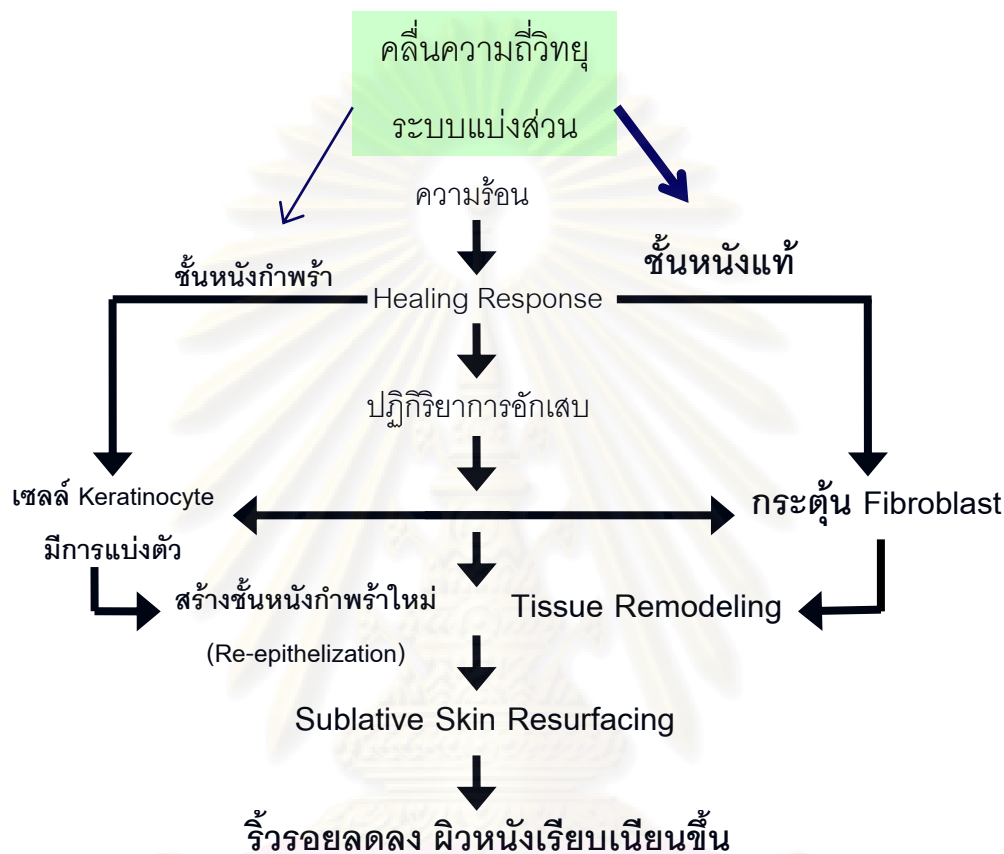 คลื่นความถี่วิทยุ
ระบบแบ่งส่วน
ความร้อน
ชั้นหนังกำพร้า
ชั้นหนังแท้
Healing Response
ปฏิกิริยาการอักเสบ
เซลล์ Keratinocyte
มีการแบ่งตัว
กระตุ้น Fibroblast
สร้างชั้นหนังกำพร้าใหม่
(Re-epithelization)
Tissue Remodeling
Sublative Skin Resurfacing
ริ้วรอยลดลง ผิวหนังเรียบเนียนขึ้น